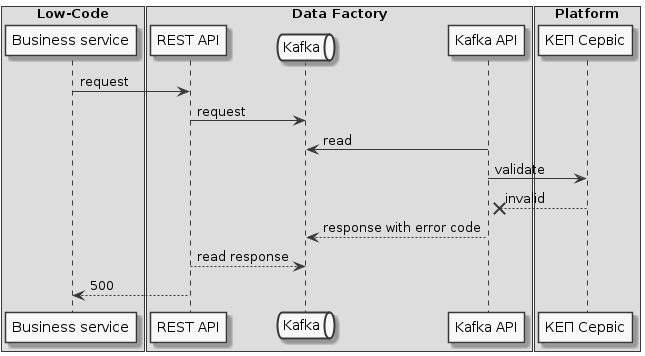 Low-Code
Data Factory
Platform
Business service
REST API
Kafka
Kafka API
КЕП Сервіс
request
request
read
validate
invalid
response with error code
read response
500
Business service
REST API
Kafka
Kafka API
КЕП Сервіс